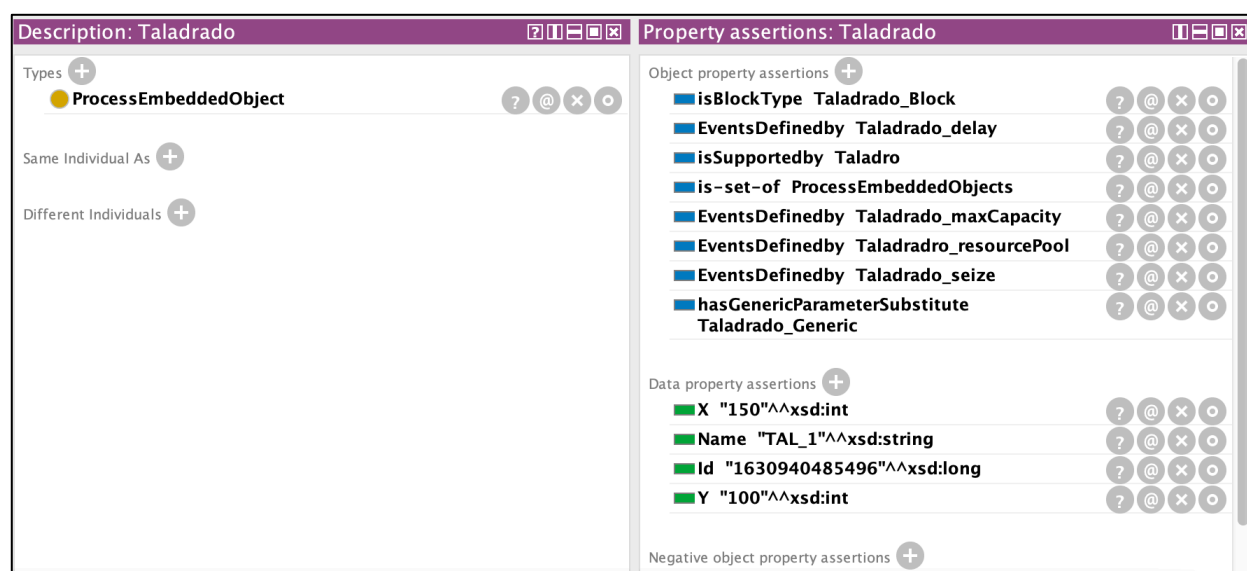 Description: Taladrado
Types
ProcessEmbeddedObject
Same Individual As
Different Individuals
Property assertions: Taladrado
Object property assertions
isBlockType Taladrado_Block
EventsDefinedby Taladrado_delay
isSupportedby Taladro
is-set-of ProcessEmbeddedObjects
EventsDefinedby Taladrado_maxCapacity
EventsDefinedby Taladradro_resourcePool
EventsDefinedby Taladrado_seize
hasGenericParameterSubstitute
Taladrado_Generic
Data property assertions
X "150"^^xsd:int
Name "TAL_1"^^xsd:string
Id "1630940485496"^^xsd:long
Y "100"^^xsd:int
Negative object property assertions